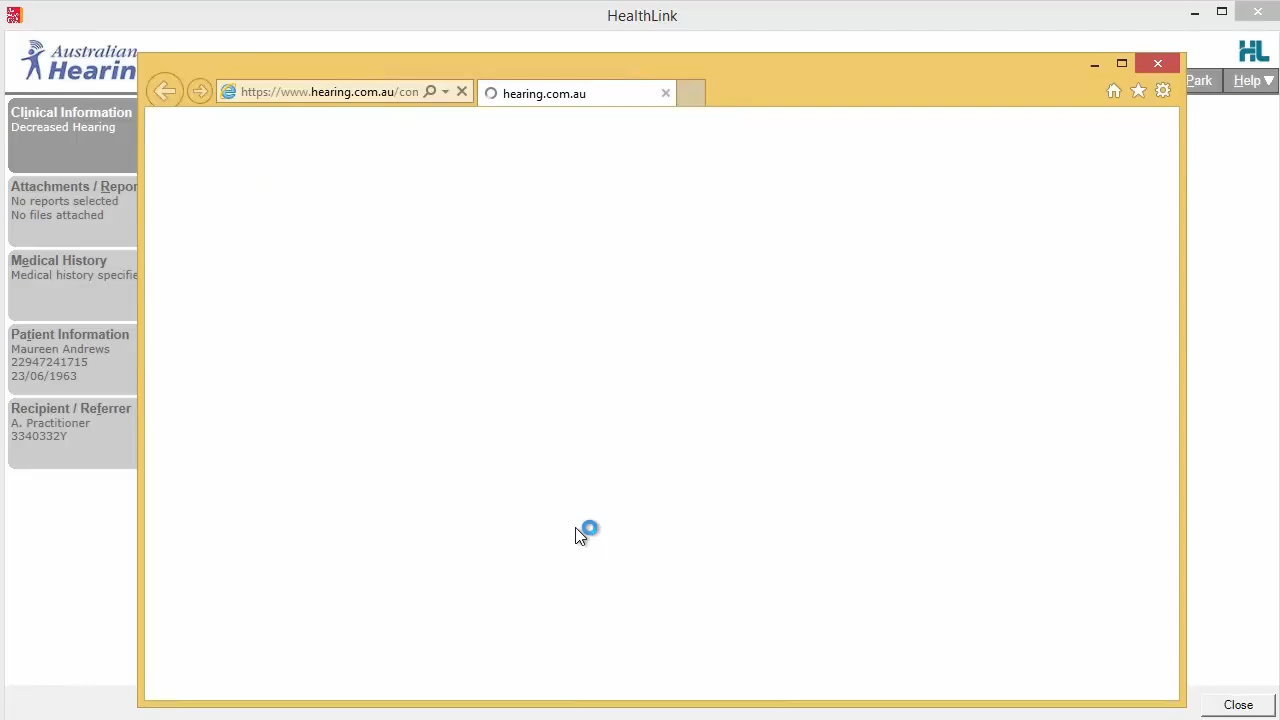 HealthLink
Australian
Hearin
HL
Park
Help
https://www.hearing.com.au/con
hearing.com.au
Clinical Information
Decreased Hearing
Attachments / Repor
No reports selected
No files attached
Medical History
Medical history specifie
Patient Information
Maureen Andrews
22947241715
23/06/1963
Recipient / Referrer
A. Practitioner
3340332Y
Close